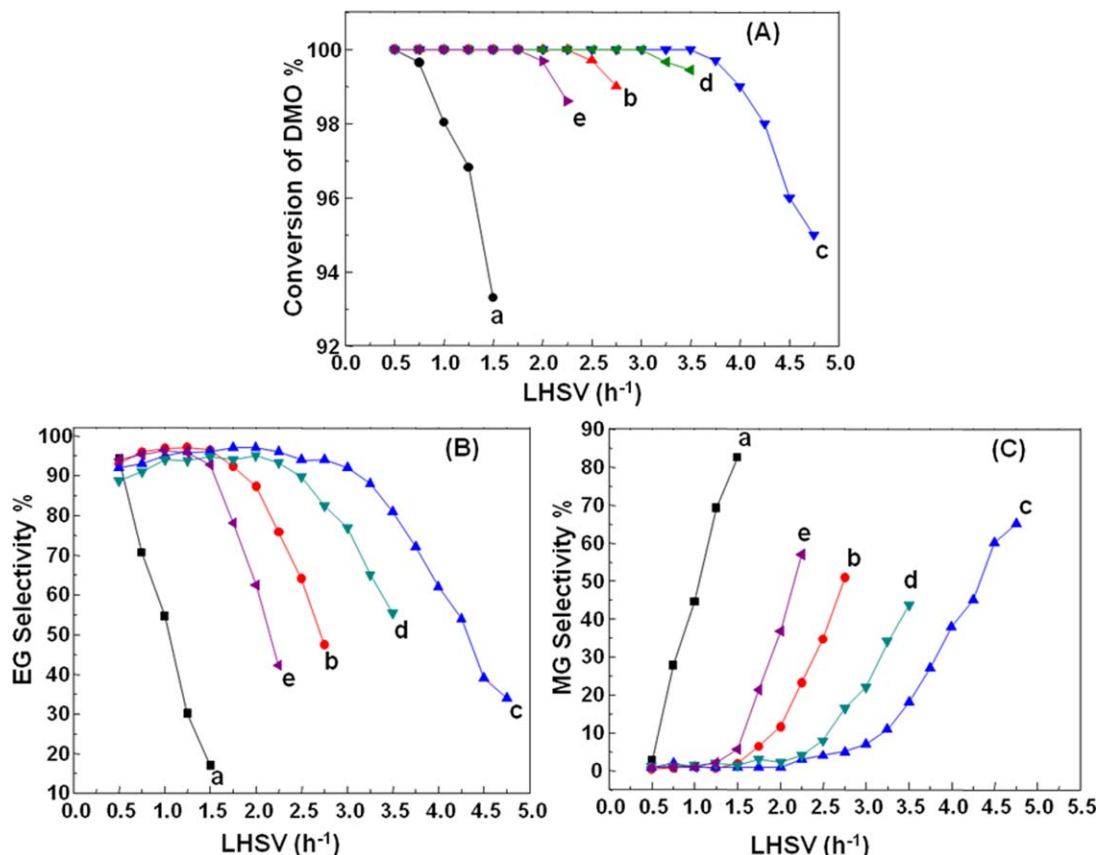 (A)
Conversion of DMO %
100
98
96
94
92
a
e
b
d
c
0.0 0.5 1.0 1.5 2.0 2.5 3.0 3.5 4.0 4.5 5.0
LHSV (h⁻¹)
(B)
EG Selectivity %
100
90
80
70
60
50
40
30
20
10
a
e
b
d
c
0.0 0.5 1.0 1.5 2.0 2.5 3.0 3.5 4.0 4.5 5.0
LHSV (h⁻¹)
(C)
MG Selectivity %
90
80
70
60
50
40
30
20
10
0
a
e
b
d
c
0.0 0.5 1.0 1.5 2.0 2.5 3.0 3.5 4.0 4.5 5.0 5.5
LHSV (h⁻¹)